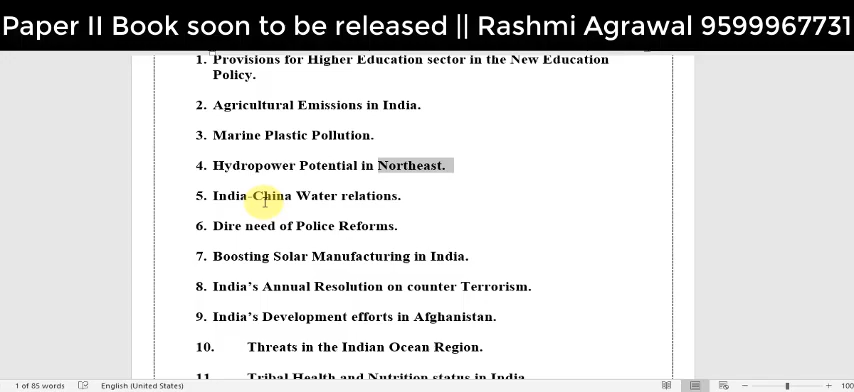 Paper II Book soon to be released || Rashmi Agrawal 9599967731
1. Provisions for Higher Education sector in the New Education
Policy.
2. Agricultural Emissions in India.
3. Marine Plastic Pollution.
4. Hydropower Potential in Northeast.
5. India-China Water relations.
6. Dire need of Police Reforms.
7. Boosting Solar Manufacturing in India.
8. India's Annual Resolution on counter Terrorism.
9. India's Development efforts in Afghanistan.
10. Threats in the Indian Ocean Region.
11. Tribal Health and Nutrition status in India
1 of 85 words English (United States) 100